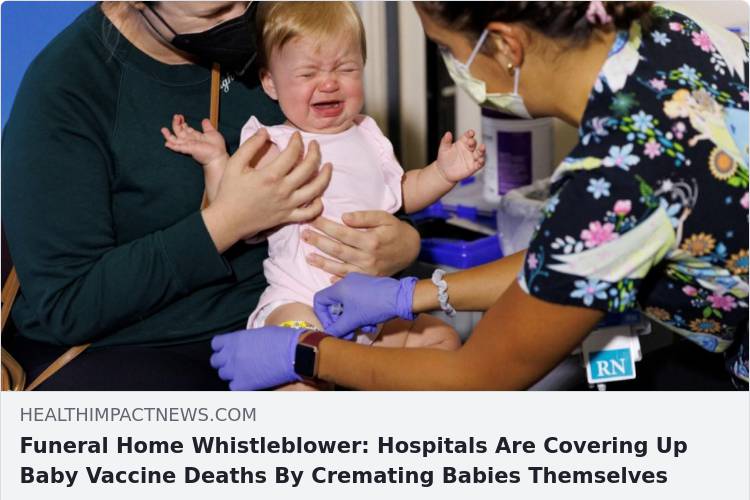 RN
HEALTHIMPACTNEWS.COM
Funeral Home Whistleblower: Hospitals Are Covering Up
Baby Vaccine Deaths By Cremating Babies Themselves